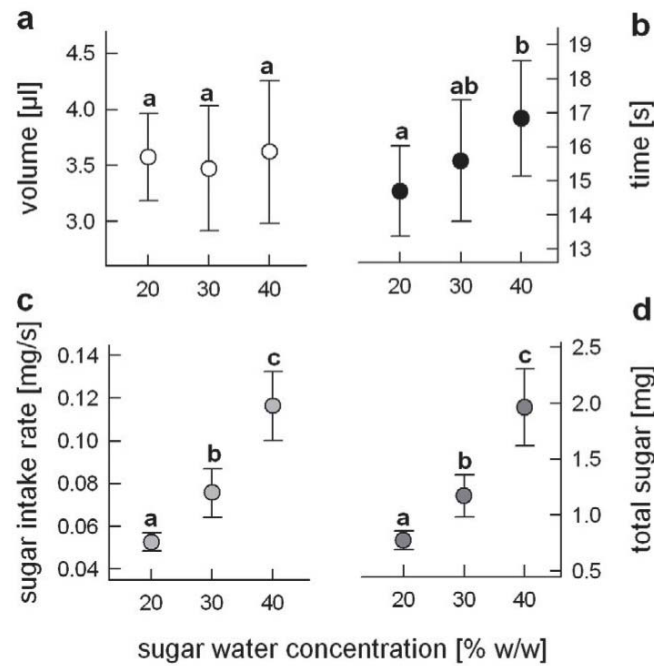 a
volume [µl]
4.5
4.0
3.5
3.0
a a a
20 30 40
b
time [s]
19
18
17
16
15
14
13
a ab b
20 30 40
c
sugar intake rate [mg/s]
0.14
0.12
0.10
0.08
0.06
0.04
a b c
20 30 40
d
total sugar [mg]
2.5
2.0
1.5
1.0
0.5
a b c
20 30 40
sugar water concentration [% w/w]